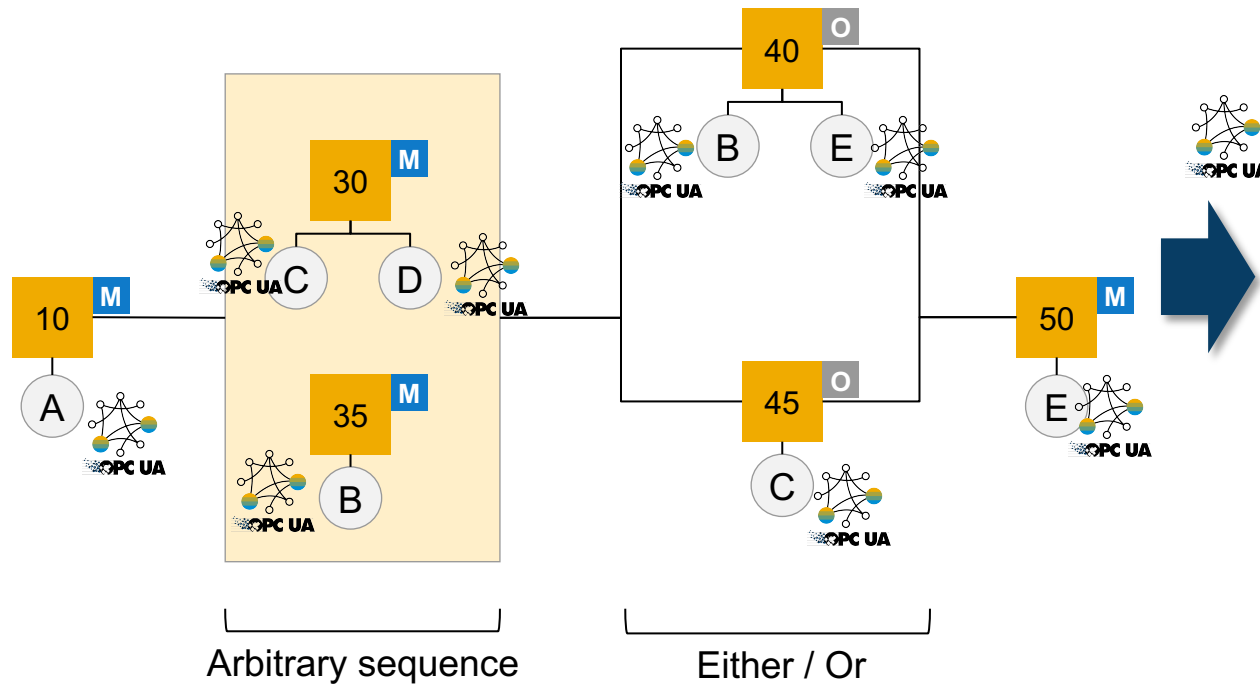 10
M
A
OPC UA
30
M
C
D
OPC UA
OPC UA
35
M
B
OPC UA
40
O
B
E
OPC UA
OPC UA
45
O
C
OPC UA
50
M
E
OPC UA
OPC UA
Arbitrary sequence
Either / Or